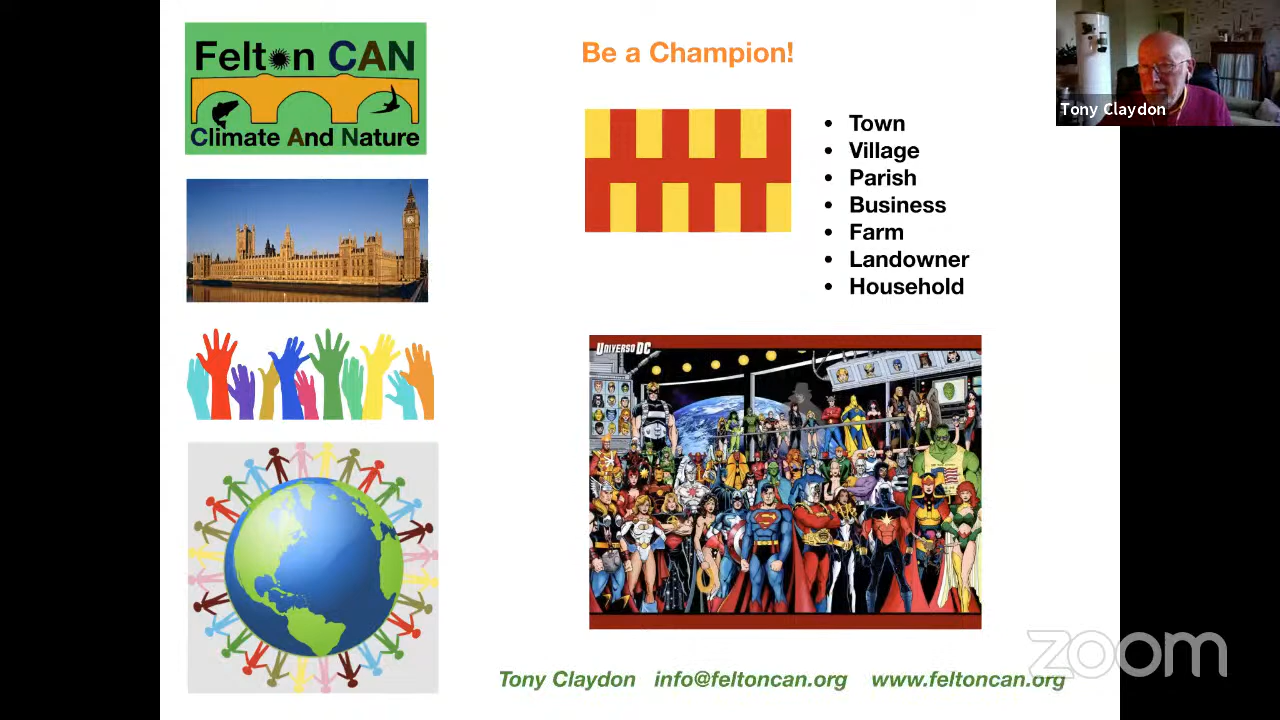 Felton CAN
Climate And Nature
Be a Champion!
Tony Claydon
• Town
• Village
• Parish
• Business
• Farm
• Landowner
• Household
UNIVERSO DC
Tony Claydon info@feltoncan.org www.feltoncan.org
zoom